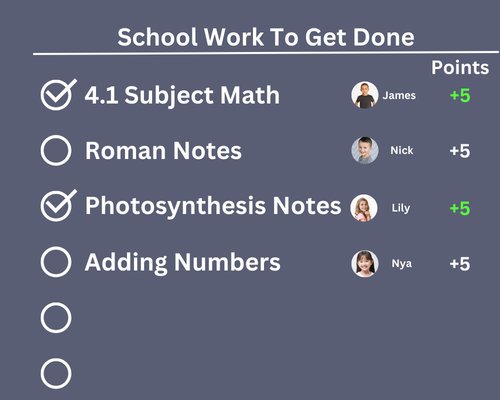 School Work To Get Done
Points
4.1 Subject Math James +5
Roman Notes Nick +5
Photosynthesis Notes Lily +5
Adding Numbers Nya +5